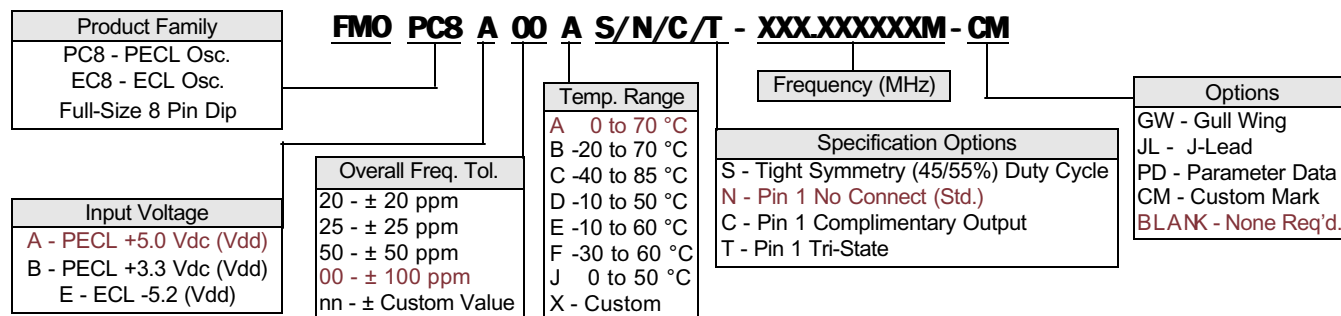 FMO PC8 A 00 A S/N/C/T - XXX.XXXXXXM - CM
Product Family
PC8 - PECL Osc.
EC8 - ECL Osc.
Full-Size 8 Pin Dip
Input Voltage
A - PECL +5.0 Vdc (Vdd)
B - PECL +3.3 Vdc (Vdd)
E - ECL -5.2 (Vdd)
Overall Freq. Tol.
20 - ± 20 ppm
25 - ± 25 ppm
50 - ± 50 ppm
00 - ± 100 ppm
nn - ± Custom Value
Temp. Range
A 0 to 70 °C
B -20 to 70 °C
C -40 to 85 °C
D -10 to 50 °C
E -10 to 60 °C
F -30 to 60 °C
J 0 to 50 °C
X - Custom
Specification Options
S - Tight Symmetry (45/55%) Duty Cycle
N - Pin 1 No Connect (Std.)
C - Pin 1 Complimentary Output
T - Pin 1 Tri-State
Frequency (MHz)
Options
GW - Gull Wing
JL - J-Lead
PD - Parameter Data
CM - Custom Mark
BLANK - None Req'd.